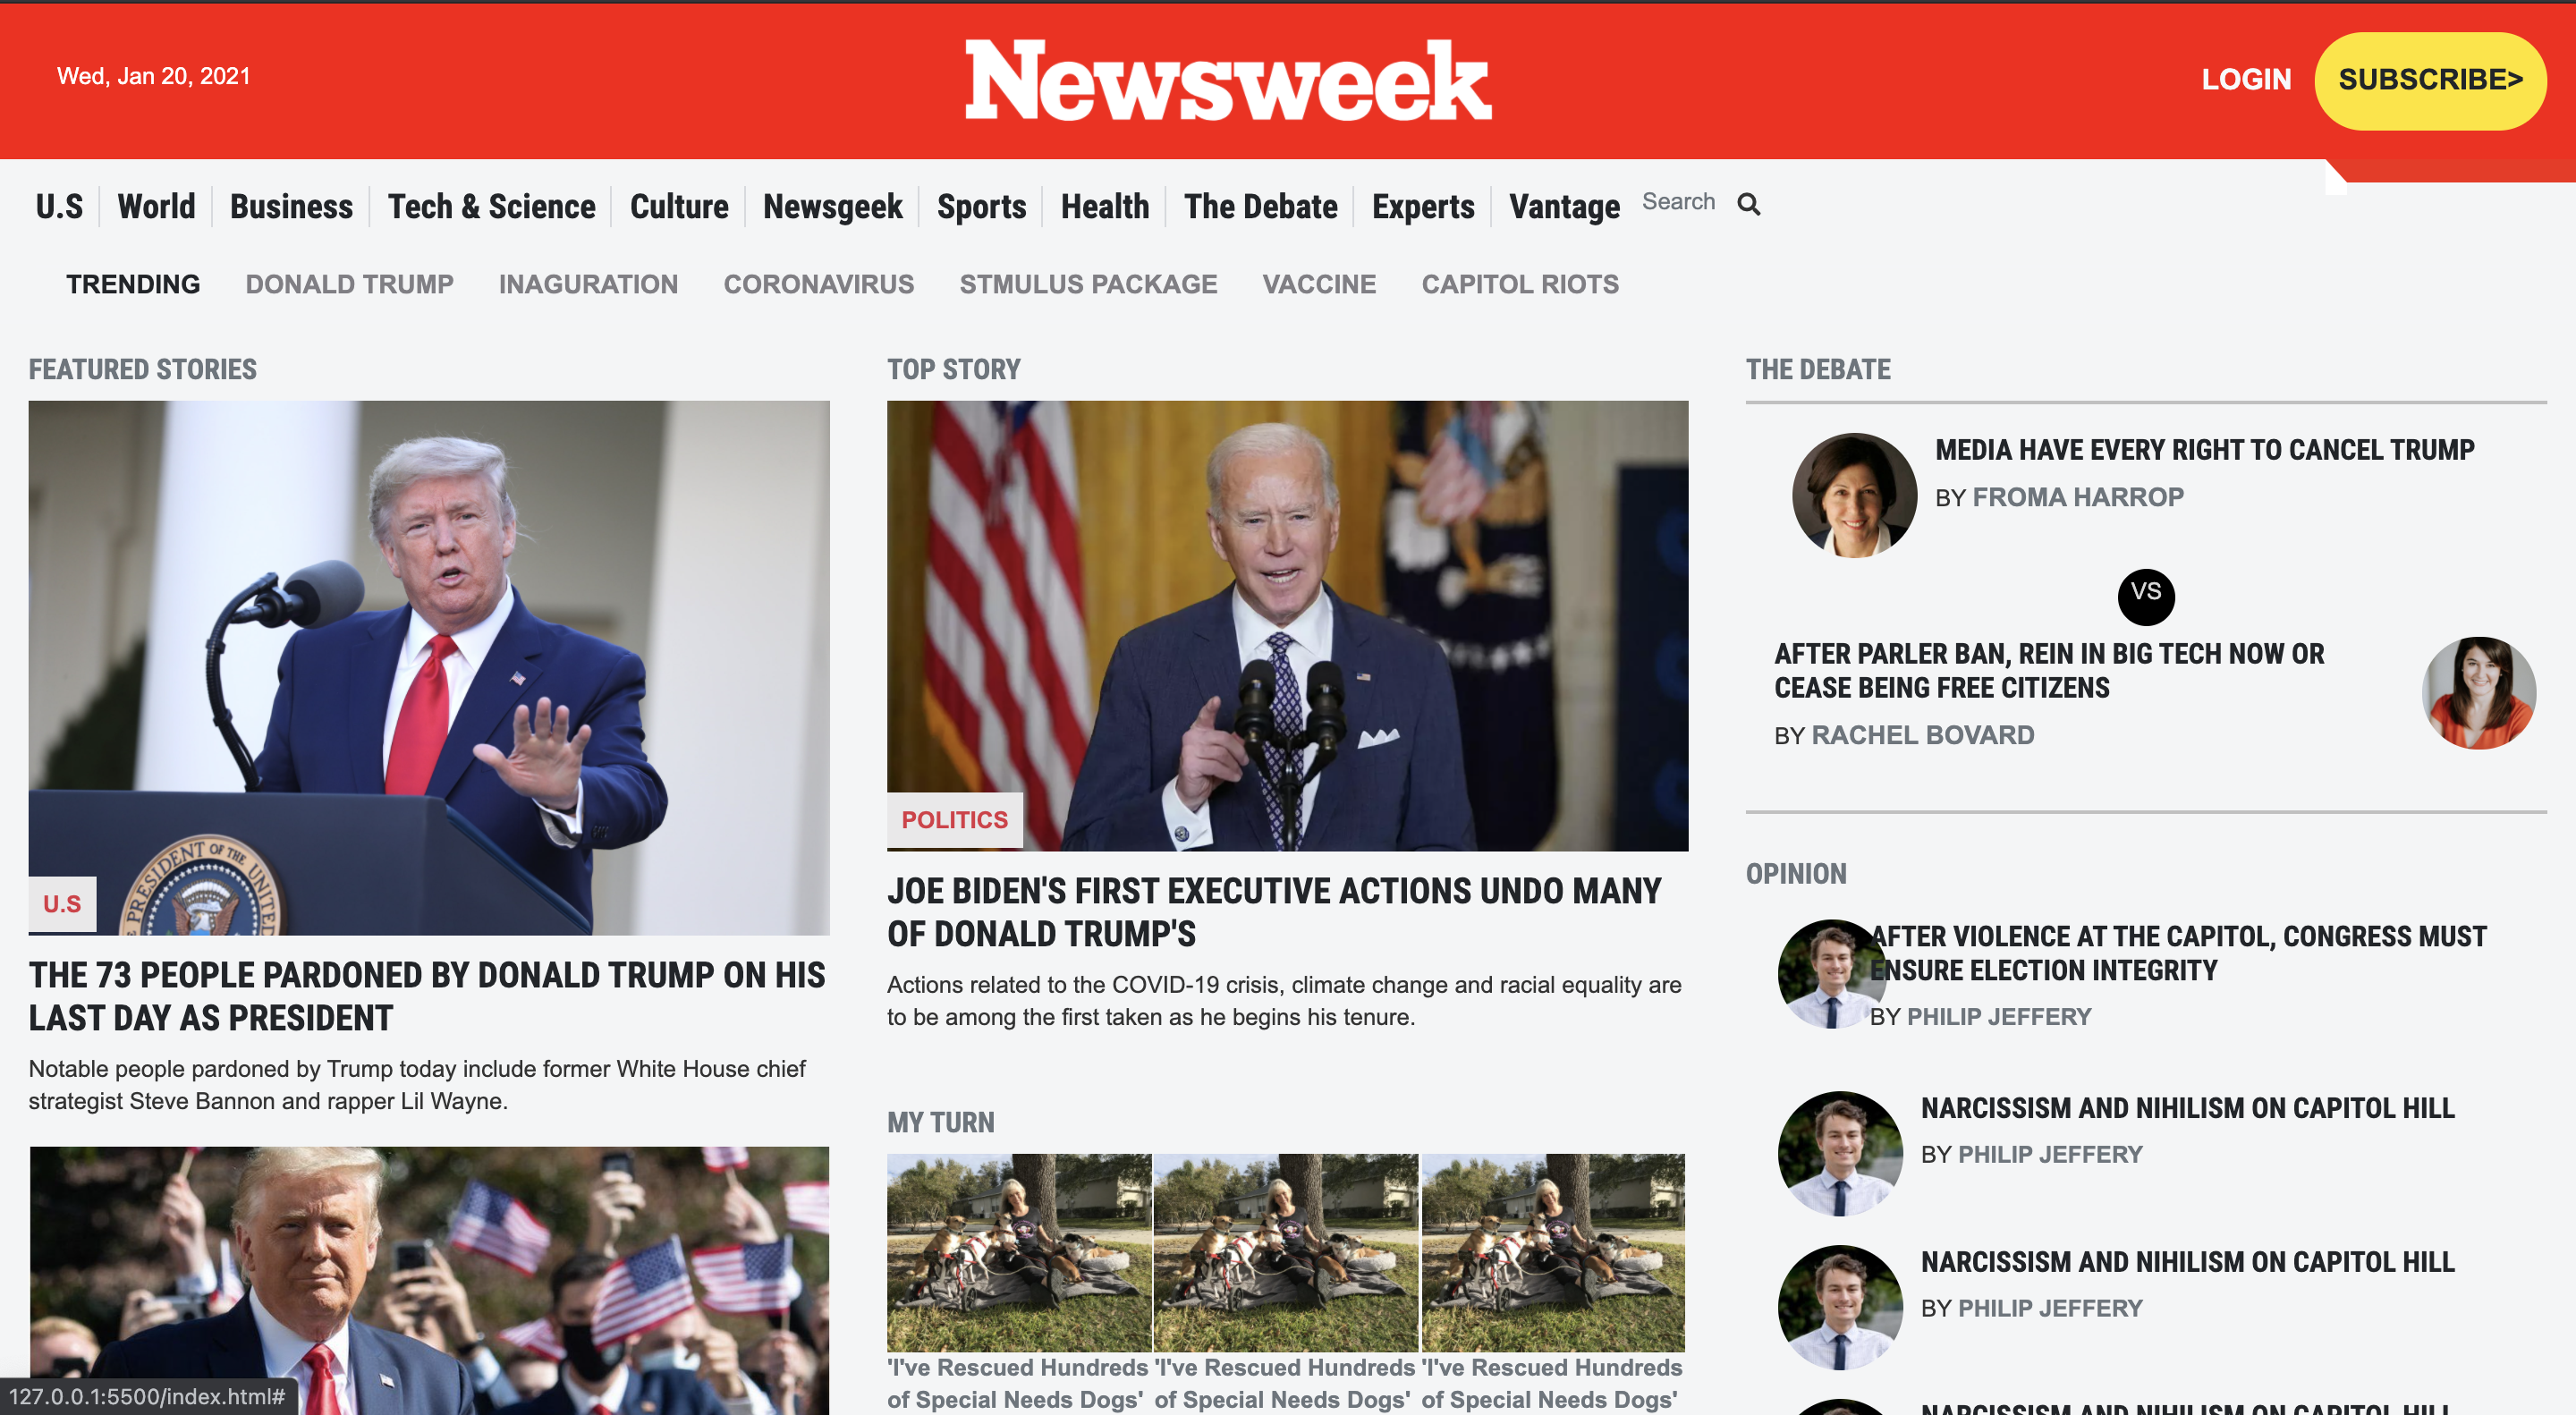 Wed, Jan 20, 2021
Newsweek
LOGIN
SUBSCRIBE>
U.S
World
Business
Tech & Science
Culture
Newsgeek
Sports
Health
The Debate
Experts
Vantage
Search
TRENDING
DONALD TRUMP
INAGURATION
CORONAVIRUS
STMULUS PACKAGE
VACCINE
CAPITOL RIOTS
FEATURED STORIES
PRESIDENT OF THE UNITED
U.S
THE 73 PEOPLE PARDONED BY DONALD TRUMP ON HIS
LAST DAY AS PRESIDENT
Notable people pardoned by Trump today include former White House chief
strategist Steve Bannon and rapper Lil Wayne.
TOP STORY
POLITICS
JOE BIDEN'S FIRST EXECUTIVE ACTIONS UNDO MANY
OF DONALD TRUMP'S
Actions related to the COVID-19 crisis, climate change and racial equality are
to be among the first taken as he begins his tenure.
MY TURN
'I've Rescued Hundreds
of Special Needs Dogs'
'I've Rescued Hundreds
of Special Needs Dogs'
'I've Rescued Hundreds
of Special Needs Dogs'
THE DEBATE
MEDIA HAVE EVERY RIGHT TO CANCEL TRUMP
BY FROMA HARROP
VS
AFTER PARLER BAN, REIN IN BIG TECH NOW OR
CEASE BEING FREE CITIZENS
BY RACHEL BOVARD
OPINION
AFTER VIOLENCE AT THE CAPITOL, CONGRESS MUST
ENSURE ELECTION INTEGRITY
BY PHILIP JEFFERY
NARCISSISM AND NIHILISM ON CAPITOL HILL
BY PHILIP JEFFERY
NARCISSISM AND NIHILISM ON CAPITOL HILL
BY PHILIP JEFFERY
NARCISSISM AND NIHILISM ON CAPITOL HILL
127.0.0.1:5500/index.html#